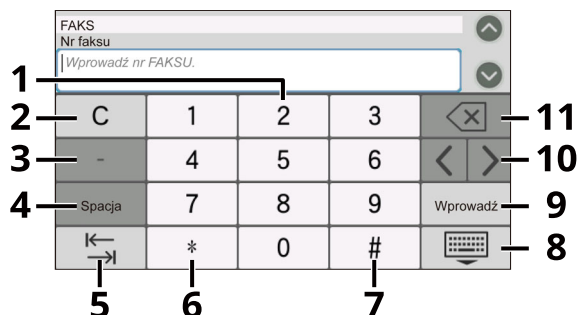 FAKS
Nr faksu
Wprowadź nr FAKSU.
1
2 C 1 2 3 11
3 - 4 5 6 10
4 Spacja 7 8 9 Wprowadź 9
* 0 # 8
5 6 7